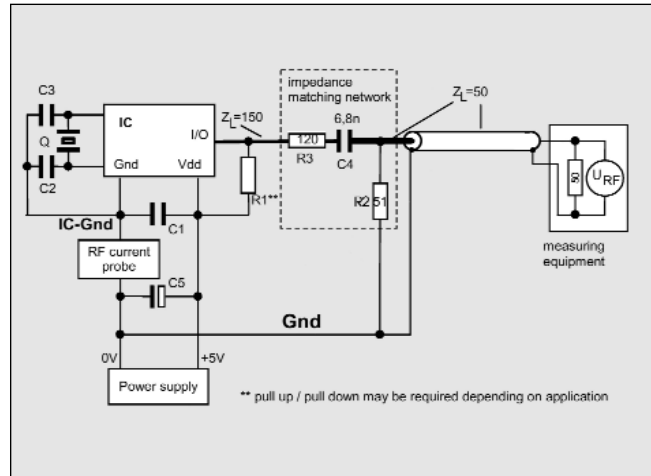 impedance
matching network
Z_L=50
C3
6,8n
IC
Z_L=150
I/O
120
Q
R3
C4
Gnd
Vdd
50
U_RF
C2
R1**
R2
51
IC-Gnd
C1
measuring
equipment
RF current
probe
C5
Gnd
0V
+5V
Power supply
** pull up / pull down may be required depending on application